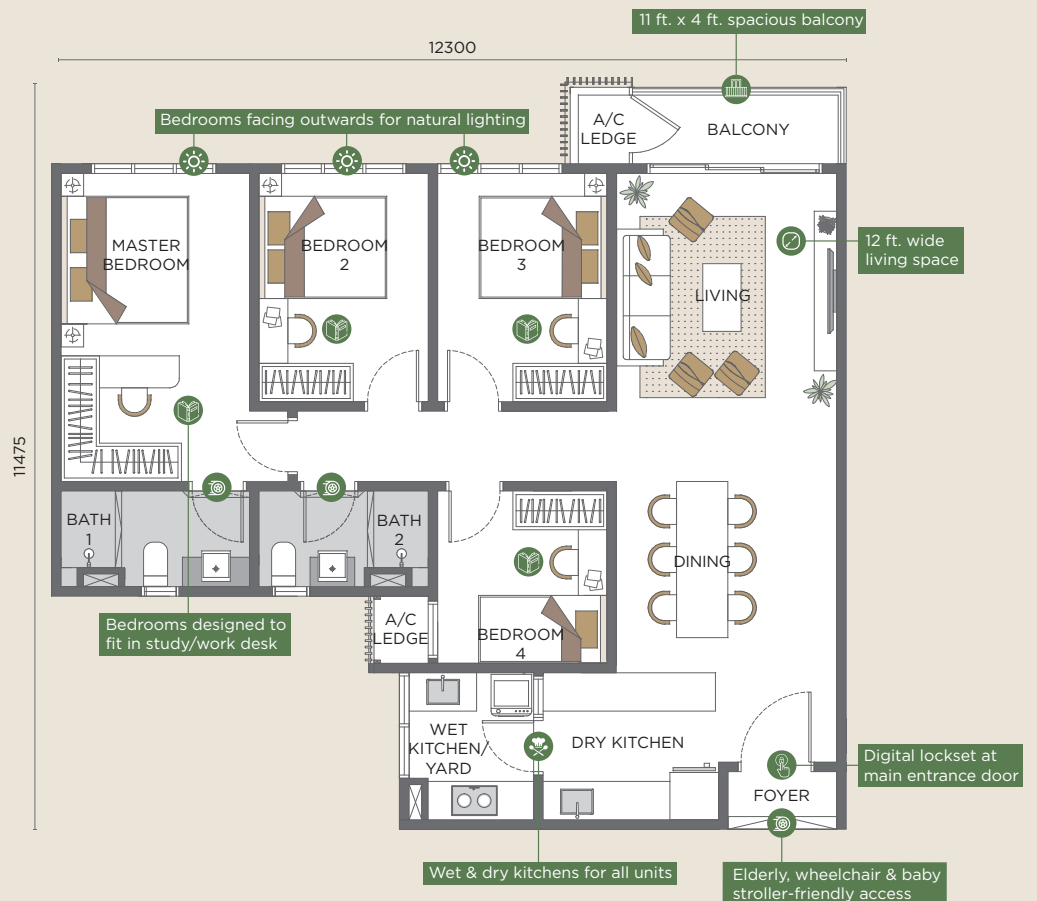 11 ft. x 4 ft. spacious balcony
12300
Bedrooms facing outwards for natural lighting
A/C
LEDGE
BALCONY
MASTER
BEDROOM
BEDROOM
2
BEDROOM
3
12 ft. wide
living space
LIVING
11475
BATH
1
BATH
2
DINING
A/C
LEDGE
BEDROOM
4
Bedrooms designed to
fit in study/work desk
WET
KITCHEN/
YARD
DRY KITCHEN
Digital lockset at
main entrance door
FOYER
Wet & dry kitchens for all units
Elderly, wheelchair & baby
stroller-friendly access